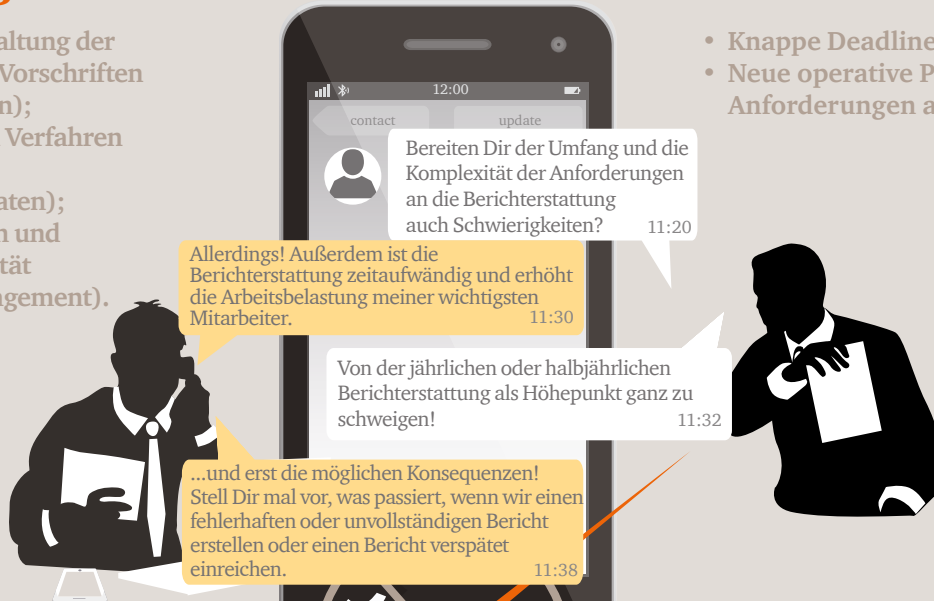 altung der
Vorschriften
n);
Verfahren
aten);
n und
tät
gement).
• Knappe Deadline
• Neue operative P
Anforderungen a
12:00
contact
update
Bereiten Dir der Umfang und die
Komplexität der Anforderungen
an die Berichterstattung
auch Schwierigkeiten? 11:20
Allerdings! Außerdem ist die
Berichterstattung zeitaufwändig und erhöht
die Arbeitsbelastung meiner wichtigsten
Mitarbeiter. 11:30
Von der jährlichen oder halbjährlichen
Berichterstattung als Höhepunkt ganz zu
schweigen! 11:32
...und erst die möglichen Konsequenzen!
Stell Dir mal vor, was passiert, wenn wir einen
fehlerhaften oder unvollständigen Bericht
erstellen oder einen Bericht verspätet
einreichen. 11:38